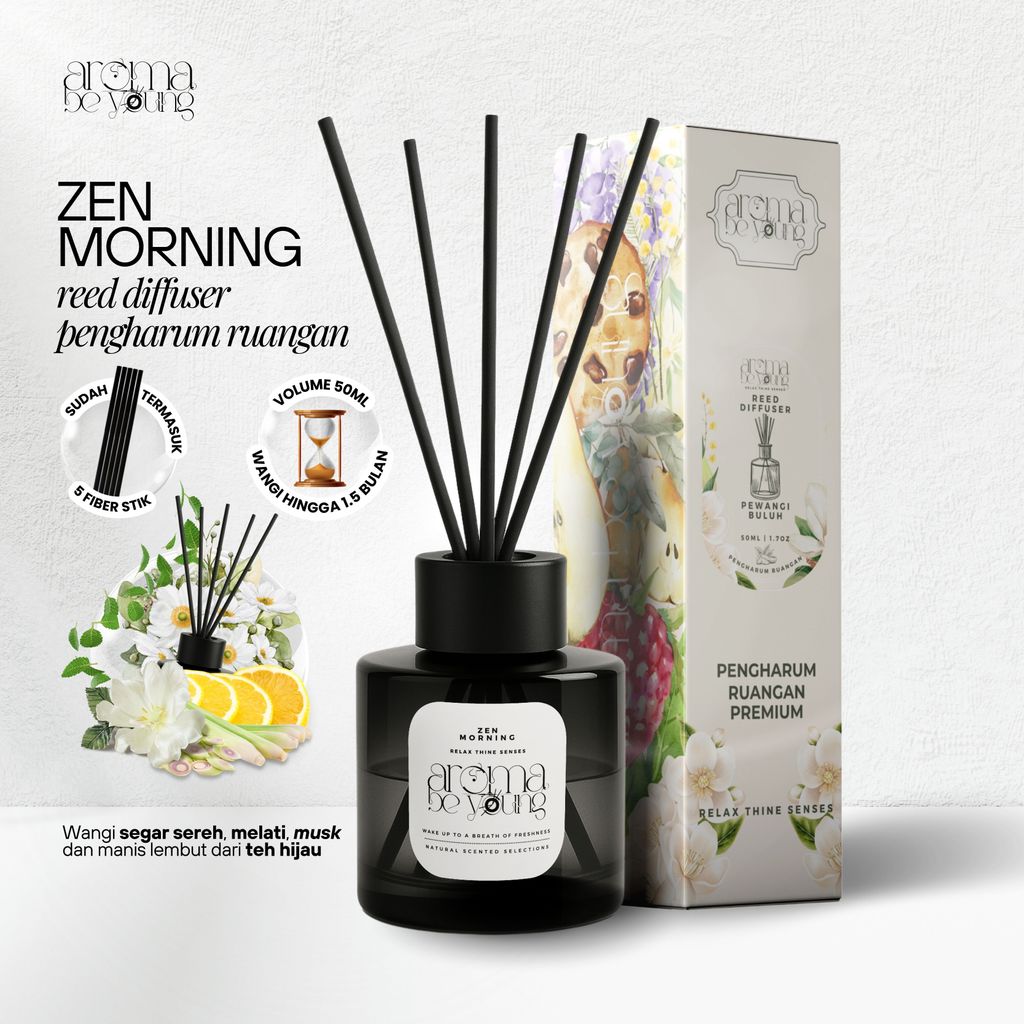 aroma
be young
ZEN
MORNING
reed diffuser
pengharum ruangan
SUDAH TERMASUK
5 FIBER STIK
VOLUME 50ML
WANGI HINGGA 1.5 BULAN
Wangi segar sereh, melati, musk
dan manis lembut dari teh hijau
ZEN
MORNING
RELAX THINE SENSES
aroma
be young
WAKE UP TO A BREATH OF FRESHNESS
NATURAL SCENTED SELECTIONS
aroma
be young
aroma
be young
RELAX THINE SENSES
REED
DIFFUSER
PEWANGI
BULUH
50ML | 1.7OZ
PENGHARUM RUANGAN
PENGHARUM
RUANGAN
PREMIUM
RELAX THINE SENSES